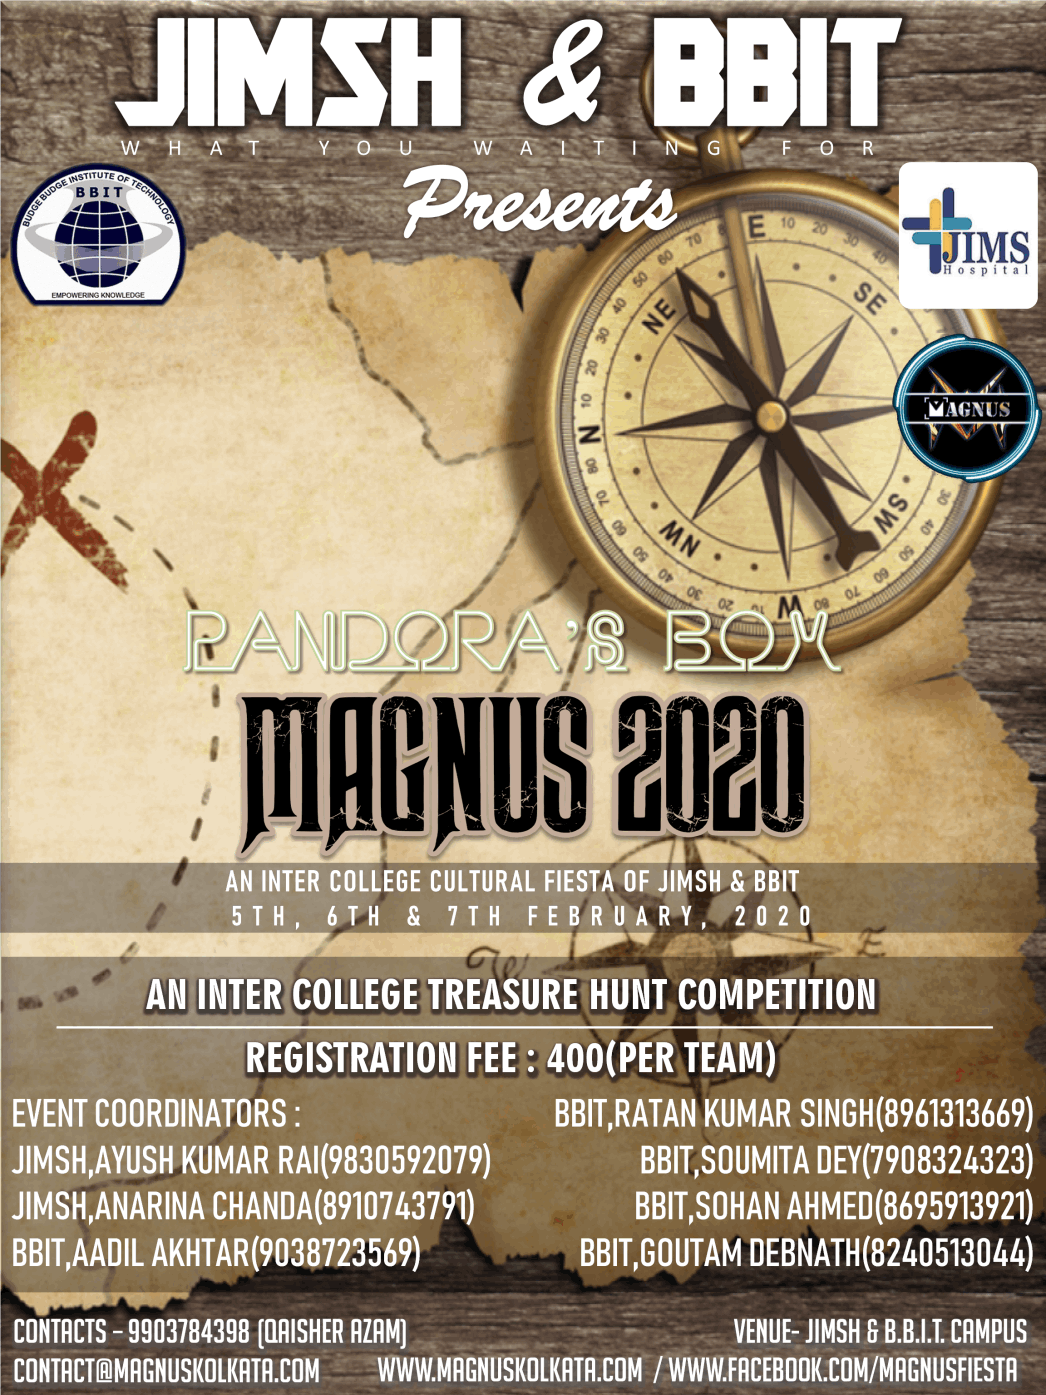 JIMSH & BBIT
WHAT YOU WAITING FOR
Presents
BUDGE BUDGE INSTITUTE OF TECHNOLOGY
BBIT
EMPOWERING KNOWLEDGE
JIMS
Hospital
MAGNUS
E
SE
NE
N
NW
SW
W
PANDORA'S BOX
MAGNUS 2020
AN INTER COLLEGE CULTURAL FIESTA OF JIMSH & BBIT
5TH, 6TH & 7TH FEBRUARY, 2020
W E
AN INTER COLLEGE TREASURE HUNT COMPETITION
REGISTRATION FEE : 400(PER TEAM)
EVENT COORDINATORS :
JIMSH,AYUSH KUMAR RAI(9830592079)
JIMSH,ANARINA CHANDA(8910743791)
BBIT,AADIL AKHTAR(9038723569)
BBIT,RATAN KUMAR SINGH(8961313669)
BBIT,SOUMITA DEY(7908324323)
BBIT,SOHAN AHMED(8695913921)
BBIT,GOUTAM DEBNATH(8240513044)
CONTACTS - 9903784398 (QAISHER AZAM)
VENUE- JIMSH & B.B.I.T. CAMPUS
CONTACT@MAGNUSKOLKATA.COM WWW.MAGNUSKOLKATA.COM / WWW.FACEBOOK.COM/MAGNUSFIESTA